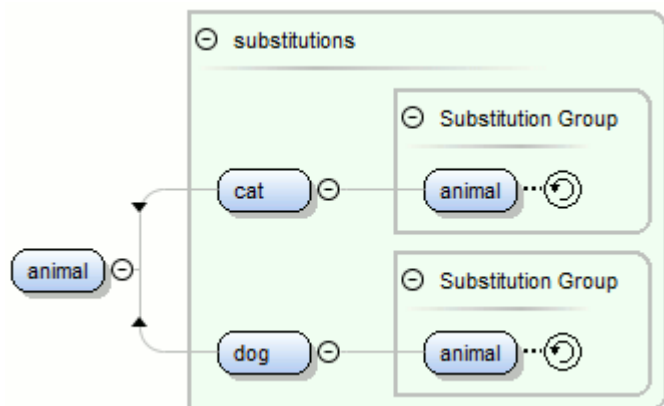 substitutions
Substitution Group
cat
animal
animal
Substitution Group
dog
animal